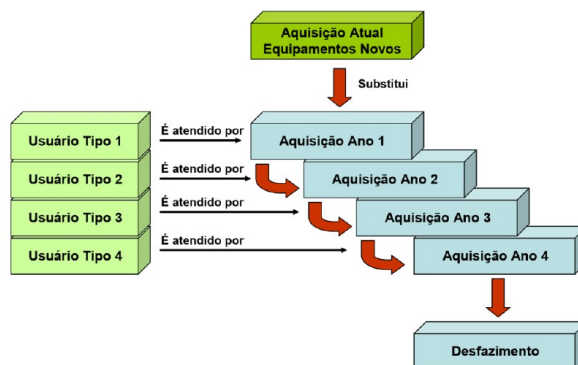 Aquisição Atual
Equipamentos Novos
Substitui
É atendido por
Usuário Tipo 1
Aquisição Ano 1
É atendido por
Usuário Tipo 2
Aquisição Ano 2
É atendido por
Usuário Tipo 3
Aquisição Ano 3
É atendido por
Usuário Tipo 4
Aquisição Ano 4
Desfazimento